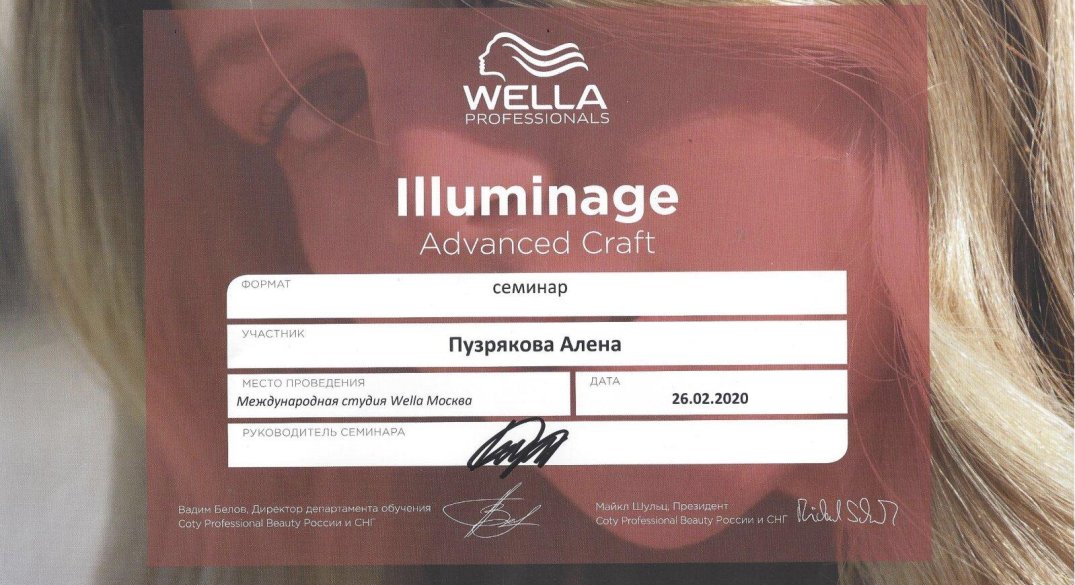 WELLA
PROFESSIONALS
Illuminage
Advanced Craft
ФОРМАТ
семинар
УЧАСТНИК
Пузрякова Алена
МЕСТО ПРОВЕДЕНИЯ
Международная студия Wella Москва
ДАТА
26.02.2020
РУКОВОДИТЕЛЬ СЕМИНАРА
Вадим Белов, Директор департамента обучения
Coty Professional Beauty России и СНГ
Майкл Шульц, Президент
Coty Professional Beauty России и СНГ